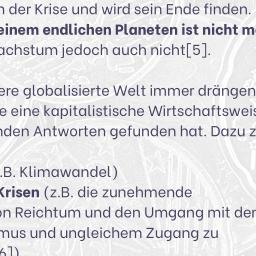 n der Krise und wird sein Ende finden.
einem endlichen Planeten ist nicht m
achstum jedoch auch nicht[5].
ere globalisierte Welt immer drängen
e eine kapitalistische Wirtschaftsweis
nden Antworten gefunden hat. Dazu z
.B. Klimawandel)
Krisen (z.B. die zunehmende
on Reichtum und den Umgang mit der
mus und ungleichem Zugang zu
6])